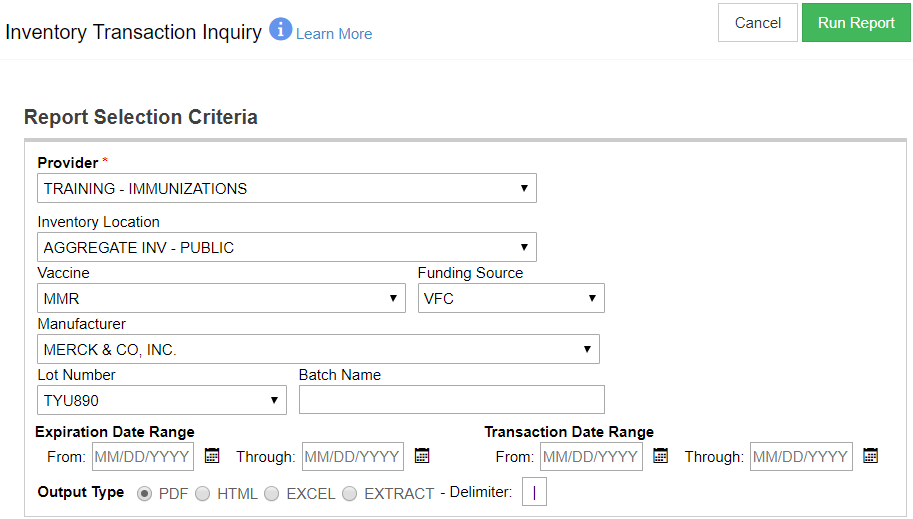 Inventory Transaction Inquiry i Learn More Cancel Run Report
Report Selection Criteria
Provider *
TRAINING - IMMUNIZATIONS
Inventory Location
AGGREGATE INV - PUBLIC
Vaccine Funding Source
MMR VFC
Manufacturer
MERCK & CO, INC.
Lot Number Batch Name
TYU890
Expiration Date Range Transaction Date Range
From: MM/DD/YYYY Through: MM/DD/YYYY From: MM/DD/YYYY Through: MM/DD/YYYY
Output Type PDF HTML EXCEL EXTRACT - Delimiter: |